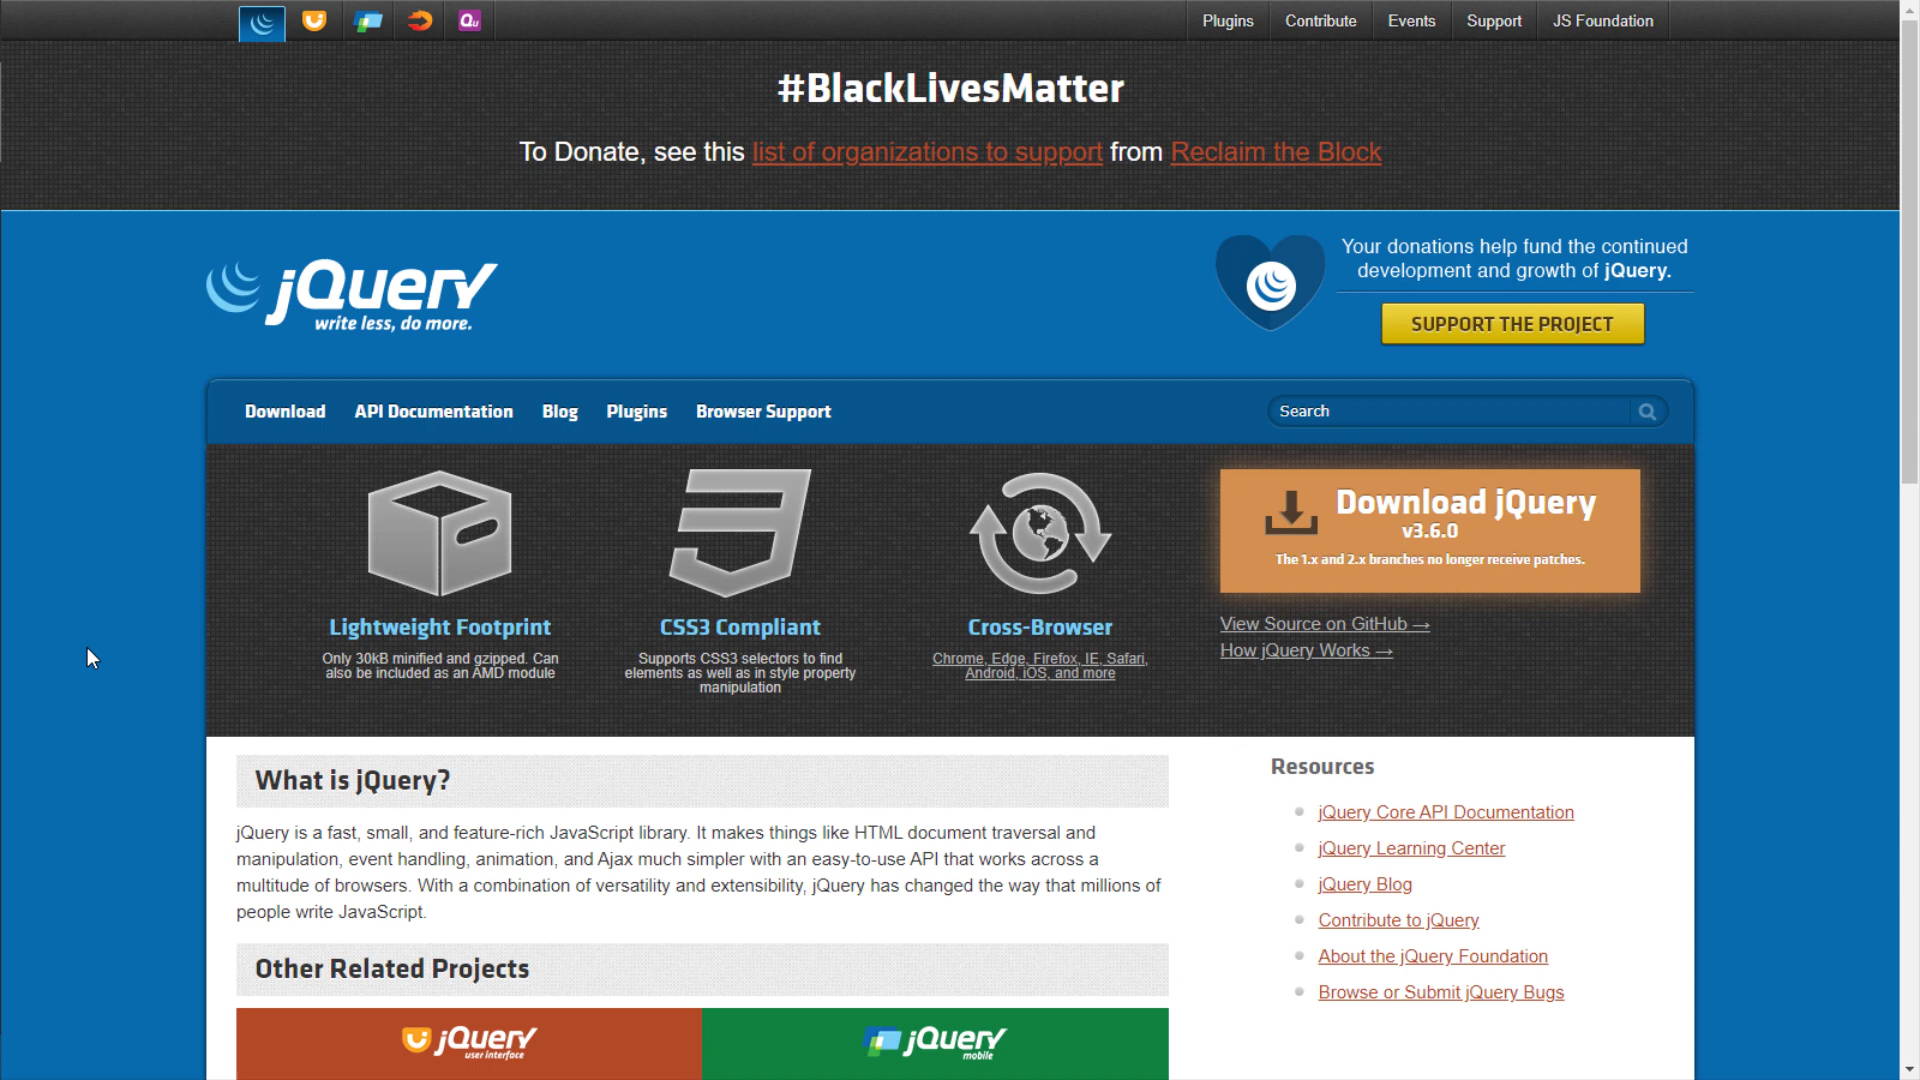 Qu
Plugins Contribute Events Support JS Foundation
#BlackLivesMatter
To Donate, see this list of organizations to support from Reclaim the Block
jQuery
write less, do more.
Your donations help fund the continued
development and growth of jQuery.
SUPPORT THE PROJECT
Download API Documentation Blog Plugins Browser Support
Search
Lightweight Footprint
Only 30kB minified and gzipped. Can
also be included as an AMD module
CSS3 Compliant
Supports CSS3 selectors to find
elements as well as in style property
manipulation
Cross-Browser
Chrome, Edge, Firefox, IE, Safari,
Android, iOS, and more
Download jQuery
v3.6.0
The 1.x and 2.x branches no longer receive patches.
View Source on GitHub →
How jQuery Works →
What is jQuery?
jQuery is a fast, small, and feature-rich JavaScript library. It makes things like HTML document traversal and
manipulation, event handling, animation, and Ajax much simpler with an easy-to-use API that works across a
multitude of browsers. With a combination of versatility and extensibility, jQuery has changed the way that millions of
people write JavaScript.
Other Related Projects
jQuery
user interface
jQuery
mobile
Resources
jQuery Core API Documentation
jQuery Learning Center
jQuery Blog
Contribute to jQuery
About the jQuery Foundation
Browse or Submit jQuery Bugs